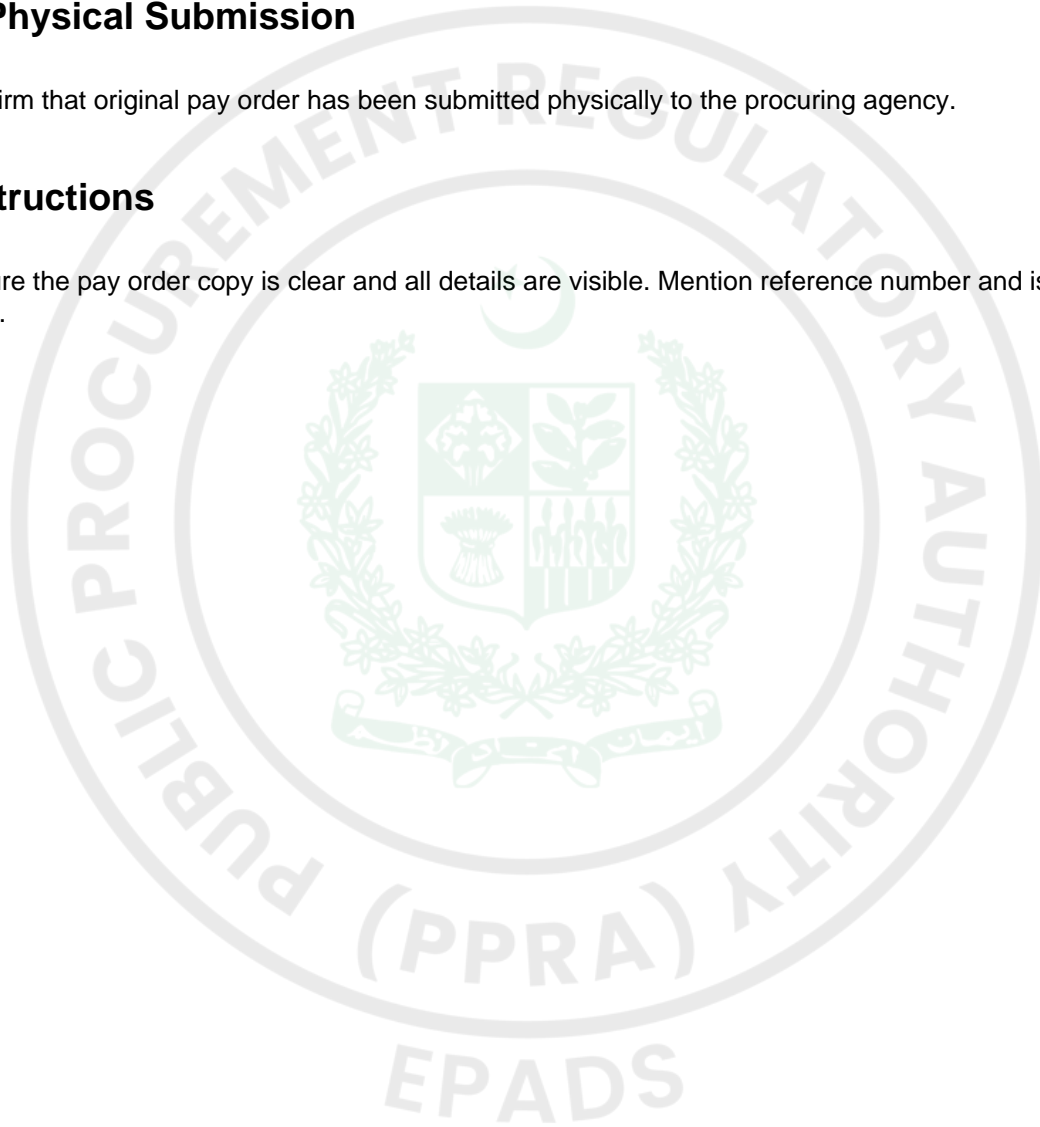 Physical Submission
irm that original pay order has been submitted physically to the procuring agency.
tructions
ure the pay order copy is clear and all details are visible. Mention reference number and is
.
PUBLIC PROCUREMENT REGULATORY AUTHORITY
(PPRA)
EPADS